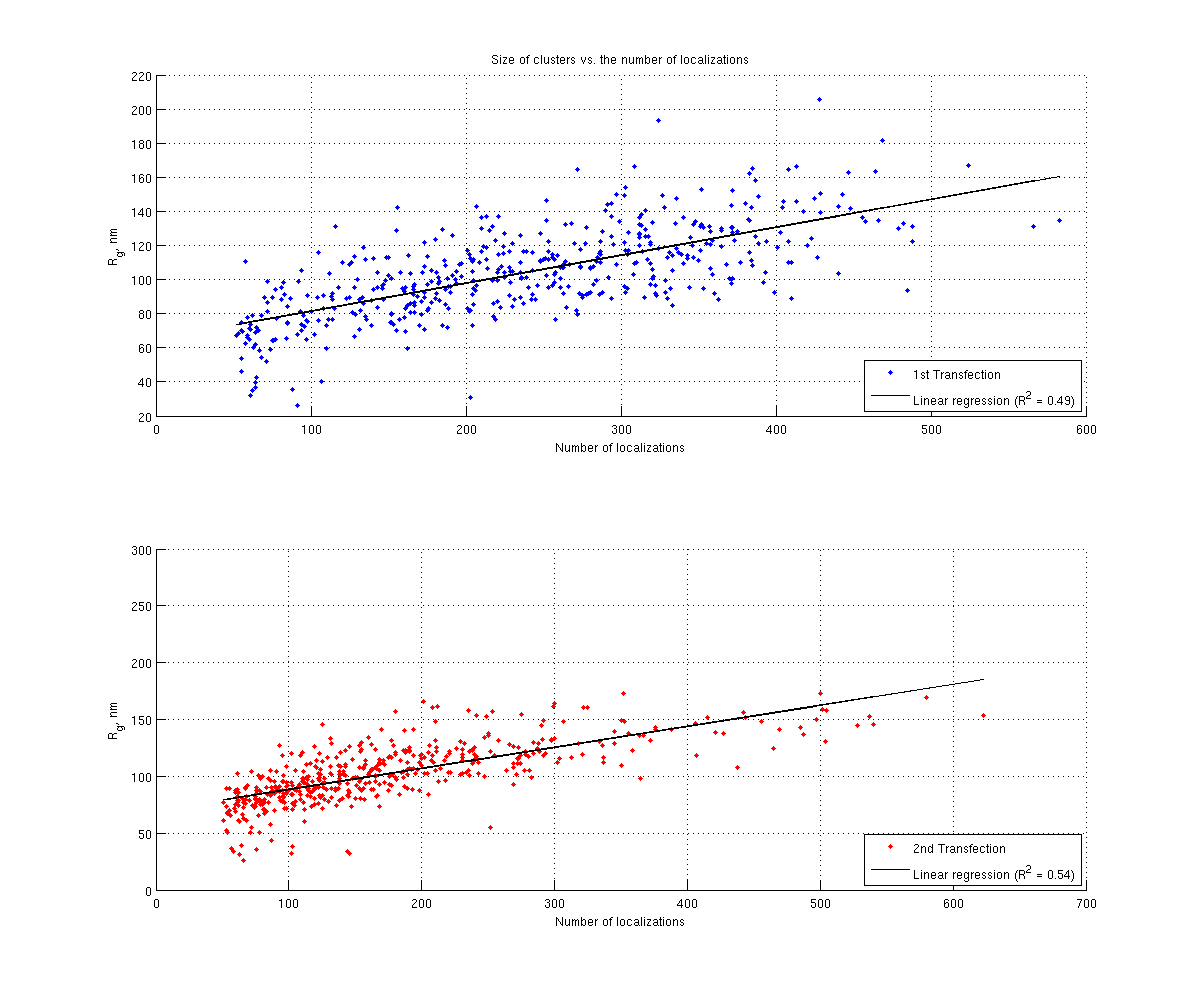 Size of clusters vs. the number of localizations
220
200
180
160
140
120
100
80
60
40
20
R_g, nm
0 100 200 300 400 500 600
Number of localizations
1st Transfection
Linear regression (R^2 = 0.49)
300
250
200
150
100
50
0
R_g, nm
0 100 200 300 400 500 600 700
Number of localizations
2nd Transfection
Linear regression (R^2 = 0.54)